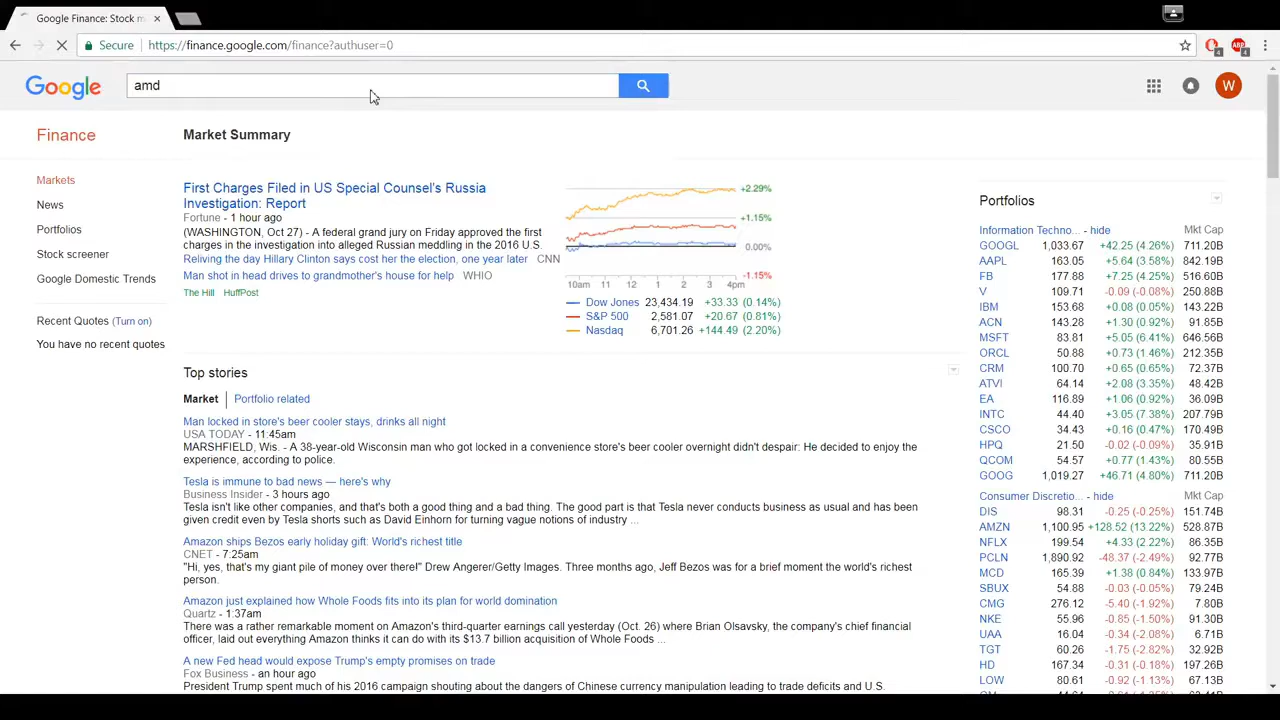 Google Finance: Stock m
Secure https://finance.google.com/finance?authuser=0
4
ABP
4
Google
amd
W
Finance
Market Summary
Markets
News
Portfolios
Stock screener
Google Domestic Trends
Recent Quotes (Turn on)
You have no recent quotes
First Charges Filed in US Special Counsel's Russia
Investigation: Report
Fortune - 1 hour ago
(WASHINGTON, Oct 27) - A federal grand jury on Friday approved the first
charges in the investigation into alleged Russian meddling in the 2016 U.S.
Reliving the day Hillary Clinton says cost her the election, one year later CNN
Man shot in head drives to grandmother's house for help WHIO
The Hill HuffPost
+2.29%
+1.15%
0.00%
-1.15%
10am 11 12 1 2 3 4pm
Dow Jones 23,434.19 +33.33 (0.14%)
S&P 500 2,581.07 +20.67 (0.81%)
Nasdaq 6,701.26 +144.49 (2.20%)
Top stories
Market Portfolio related
Man locked in store's beer cooler stays, drinks all night
USA TODAY - 11:45am
MARSHFIELD, Wis. - A 38-year-old Wisconsin man who got locked in a convenience store's beer cooler overnight didn't despair: He decided to enjoy the
experience, according to police.
Tesla is immune to bad news — here's why
Business Insider - 3 hours ago
Tesla isn't like other companies, and that's both a good thing and a bad thing. The good part is that Tesla never conducts business as usual and has been
given credit even by Tesla shorts such as David Einhorn for turning vague notions of industry ...
Amazon ships Bezos early holiday gift: World's richest title
CNET - 7:25am
"Hi, yes, that's my giant pile of money over there!" Drew Angerer/Getty Images. Three months ago, Jeff Bezos was for a brief moment the world's richest
person.
Amazon just explained how Whole Foods fits into its plan for world domination
Quartz - 1:37am
There was a rather remarkable moment on Amazon's third-quarter earnings call yesterday (Oct. 26) where Brian Olsavsky, the company's chief financial
officer, laid out everything Amazon thinks it can do with its $13.7 billion acquisition of Whole Foods ...
A new Fed head would expose Trump's empty promises on trade
Fox Business - an hour ago
President Trump spent much of his 2016 campaign shouting about the dangers of Chinese currency manipulation leading to trade deficits and U.S.
Portfolios
Information Techno... - hide Mkt Cap
GOOGL 1,033.67 +42.25 (4.26%) 711.20B
AAPL 163.05 +5.64 (3.58%) 842.19B
FB 177.88 +7.25 (4.25%) 516.60B
V 109.71 -0.09 (-0.08%) 250.88B
IBM 153.68 +0.08 (0.05%) 143.22B
ACN 143.28 +1.30 (0.92%) 91.85B
MSFT 83.81 +5.05 (6.41%) 646.56B
ORCL 50.88 +0.73 (1.46%) 212.35B
CRM 100.70 +0.65 (0.65%) 72.37B
ATVI 64.14 +2.08 (3.35%) 48.42B
EA 116.89 +1.06 (0.92%) 36.09B
INTC 44.40 +3.05 (7.38%) 207.79B
CSCO 34.43 +0.16 (0.47%) 170.49B
HPQ 21.50 -0.02 (-0.09%) 35.91B
QCOM 54.57 +0.77 (1.43%) 80.55B
GOOG 1,019.27 +46.71 (4.80%) 711.20B
Consumer Discretio... - hide Mkt Cap
DIS 98.31 -0.25 (-0.25%) 151.74B
AMZN 1,100.95 +128.52 (13.22%) 528.87B
NFLX 199.54 +4.33 (2.22%) 86.35B
PCLN 1,890.92 -48.37 (-2.49%) 92.77B
MCD 165.39 +1.38 (0.84%) 133.97B
SBUX 54.88 -0.03 (-0.05%) 79.24B
CMG 276.12 -5.40 (-1.92%) 7.80B
NKE 55.96 -0.85 (-1.50%) 91.30B
UAA 16.04 -0.34 (-2.08%) 6.71B
TGT 60.26 -1.75 (-2.82%) 32.92B
HD 167.34 -0.31 (-0.18%) 197.26B
LOW 80.61 -0.92 (-1.13%) 67.13B